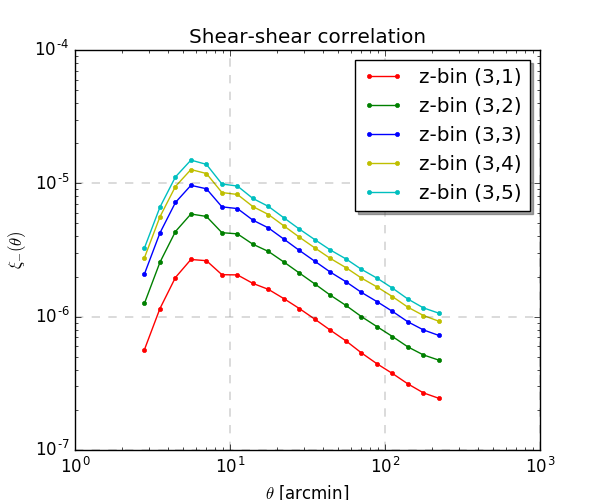 Shear-shear correlation
10^-4
10^-5
10^-6
10^-7
ξ₋(θ)
z-bin (3,1)
z-bin (3,2)
z-bin (3,3)
z-bin (3,4)
z-bin (3,5)
10^0 10^1 10^2 10^3
θ [arcmin]